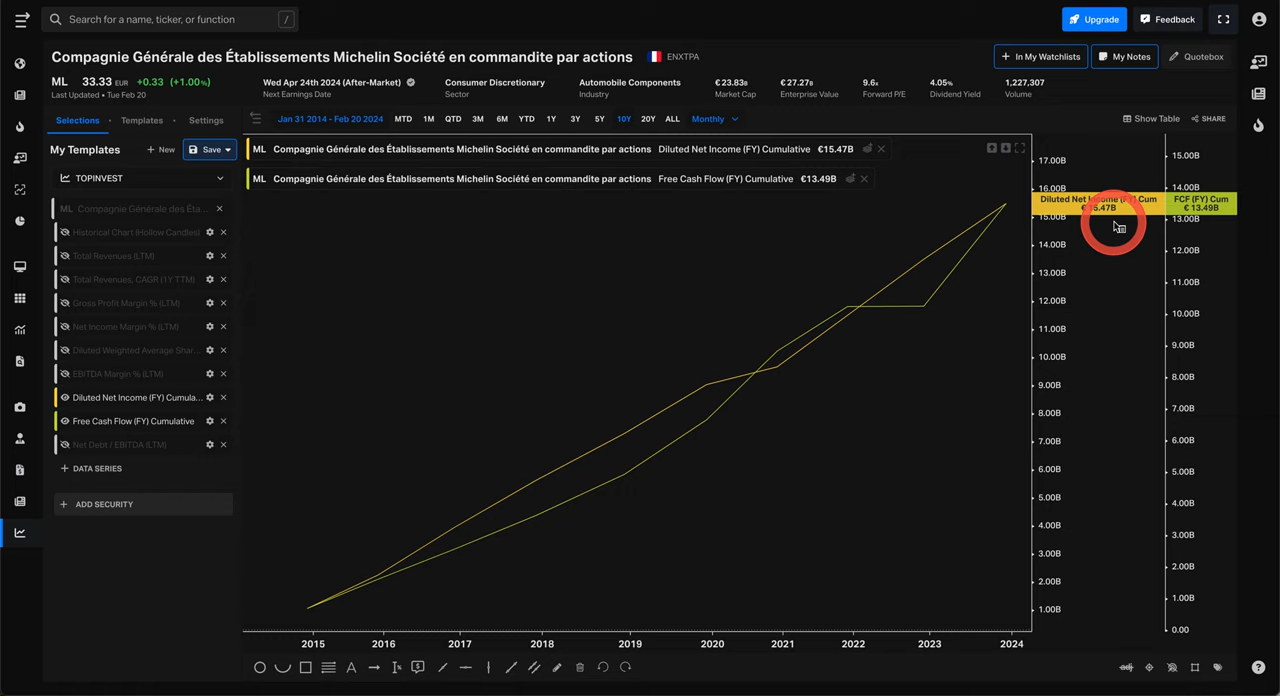 Search for a name, ticker, or function
/
Upgrade
Feedback
Compagnie Générale des Établissements Michelin Société en commandite par actions
ENXTPA
In My Watchlists
My Notes
Quotebox
ML 33.33 EUR +0.33 (+1.00%)
Last Updated • Tue Feb 20
Wed Apr 24th 2024 (After-Market)
Next Earnings Date
Consumer Discretionary
Sector
Automobile Components
Industry
€23.83B
Market Cap
€27.27B
Enterprise Value
9.6x
Forward P/E
4.05%
Dividend Yield
1,227,307
Volume
Selections
Templates
Settings
Jan 31 2014 - Feb 20 2024
MTD 1M QTD 3M 6M YTD 1Y 3Y 5Y 10Y 20Y ALL Monthly
Show Table
SHARE
My Templates
+ New
Save
TOPINVEST
ML Compagnie Générale des Éta...
Historical Chart (Hollow Candles)
Total Revenues (LTM)
Total Revenues, CAGR (1Y TTM)
Gross Profit Margin % (LTM)
Net Income Margin % (LTM)
Diluted Weighted Average Shar...
EBITDA Margin % (LTM)
Diluted Net Income (FY) Cumula...
Free Cash Flow (FY) Cumulative
Net Debt / EBITDA (LTM)
+ DATA SERIES
+ ADD SECURITY
ML Compagnie Générale des Établissements Michelin Société en commandite par actions Diluted Net Income (FY) Cumulative €15.47B
ML Compagnie Générale des Établissements Michelin Société en commandite par actions Free Cash Flow (FY) Cumulative €13.49B
17.00B
16.00B
Diluted Net Income (FY) Cum
€ 15.47B
15.00B
14.00B
13.00B
12.00B
11.00B
10.00B
9.00B
8.00B
7.00B
6.00B
5.00B
4.00B
3.00B
2.00B
1.00B
15.00B
14.00B
FCF (FY) Cum
€ 13.49B
13.00B
12.00B
11.00B
10.00B
9.00B
8.00B
7.00B
6.00B
5.00B
4.00B
3.00B
2.00B
1.00B
0.00
2015 2016 2017 2018 2019 2020 2021 2022 2023 2024